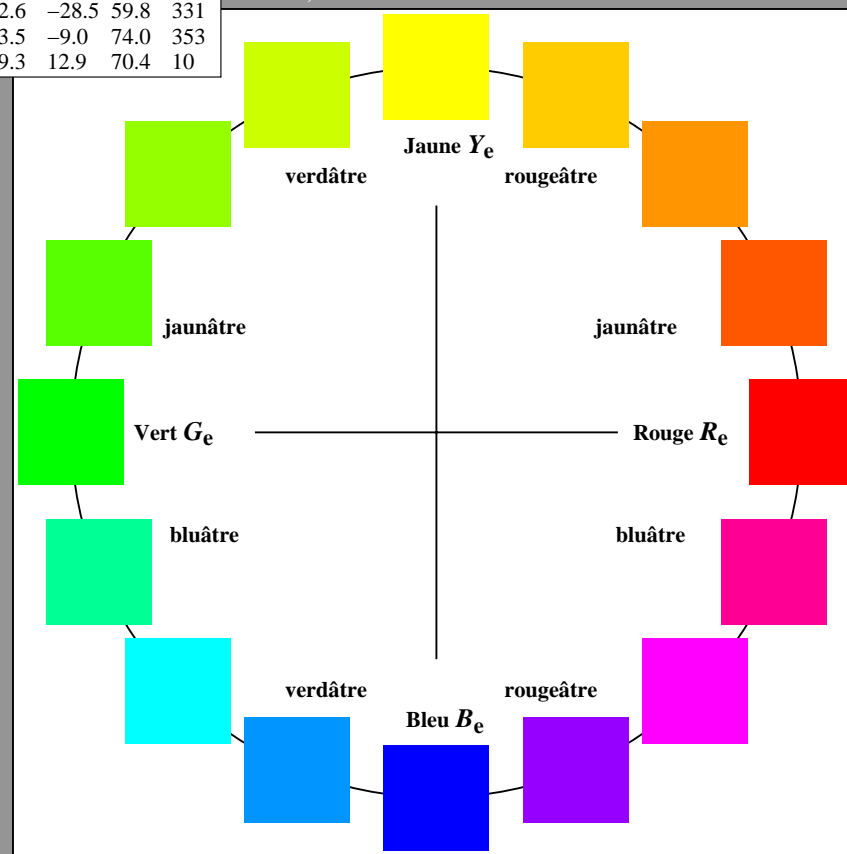 2.6 –28.5 59.8 331
3.5 –9.0 74.0 353
9.3 12.9 70.4 10
Jaune Ye
verdâtre rougeâtre
jaunâtre jaunâtre
Vert Ge Rouge Re
bluâtre bluâtre
verdâtre rougeâtre
Bleu Be